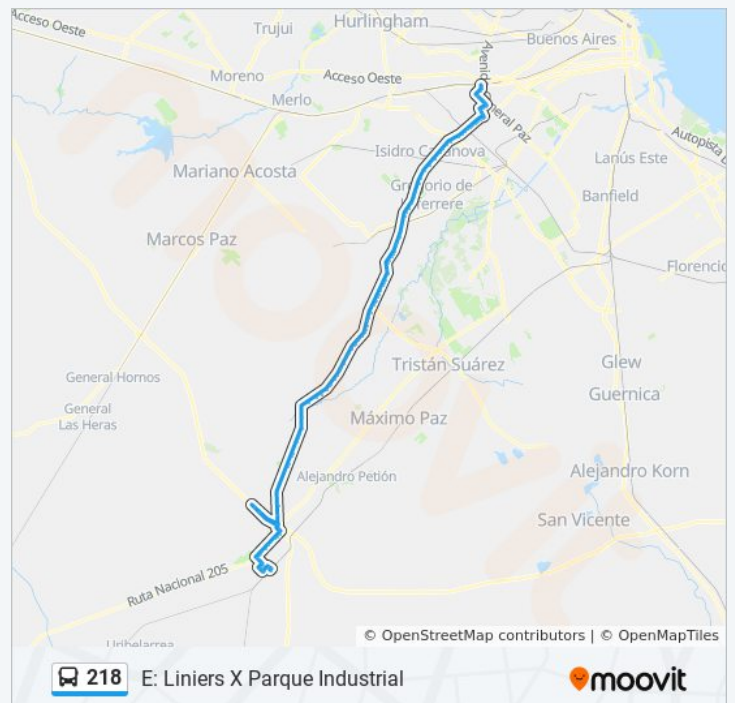 Acceso Oeste
Trujui
Hurlingham
Buenos Aires
Moreno
Acceso Oeste
Avenida General Paz
Merlo
Autopista
Isidro Casanova
Lanús Este
Mariano Acosta
Gregorio de
Laferrere
Banfield
Marcos Paz
Florencio
Tristán Suárez
Glew
General Hornos
Guernica
General
Las Heras
Máximo Paz
Alejandro Petión
Alejandro Korn
San Vicente
Ruta Nacional 205
Uribelarrea
© OpenStreetMap contributors | © OpenMapTiles
218 E: Liniers X Parque Industrial
moovit